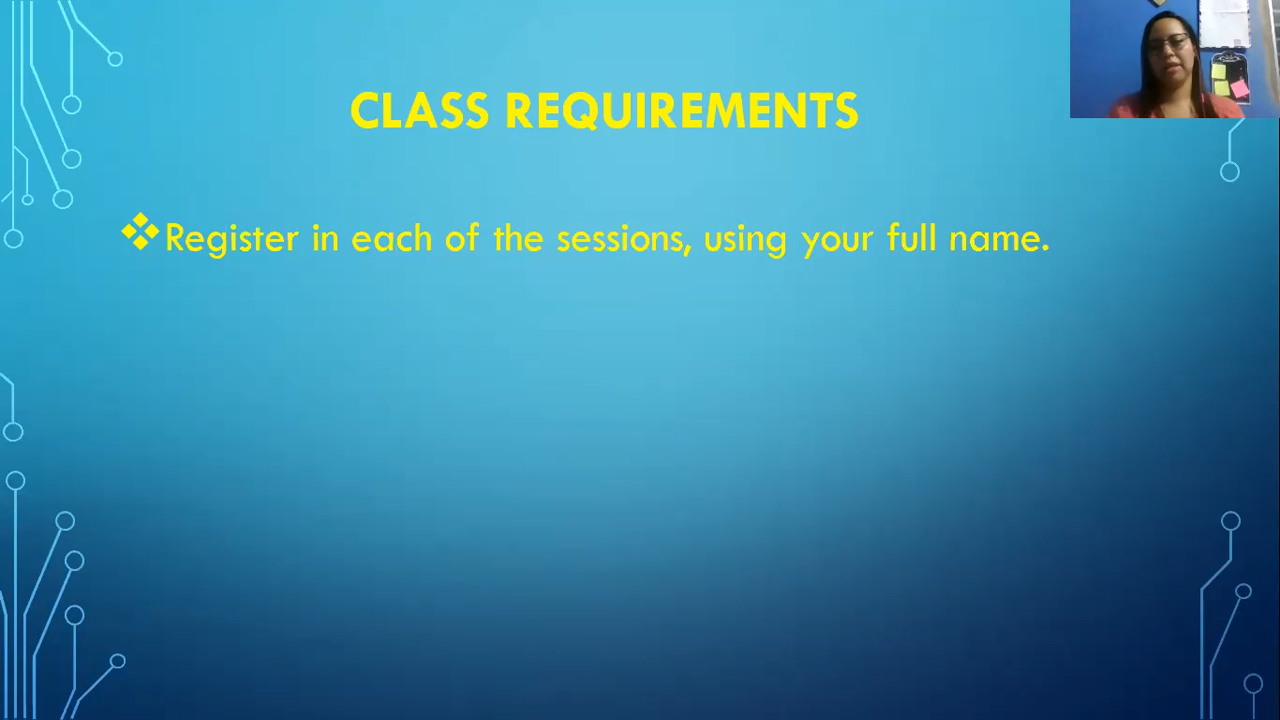 CLASS REQUIREMENTS
Register in each of the sessions, using your full name.